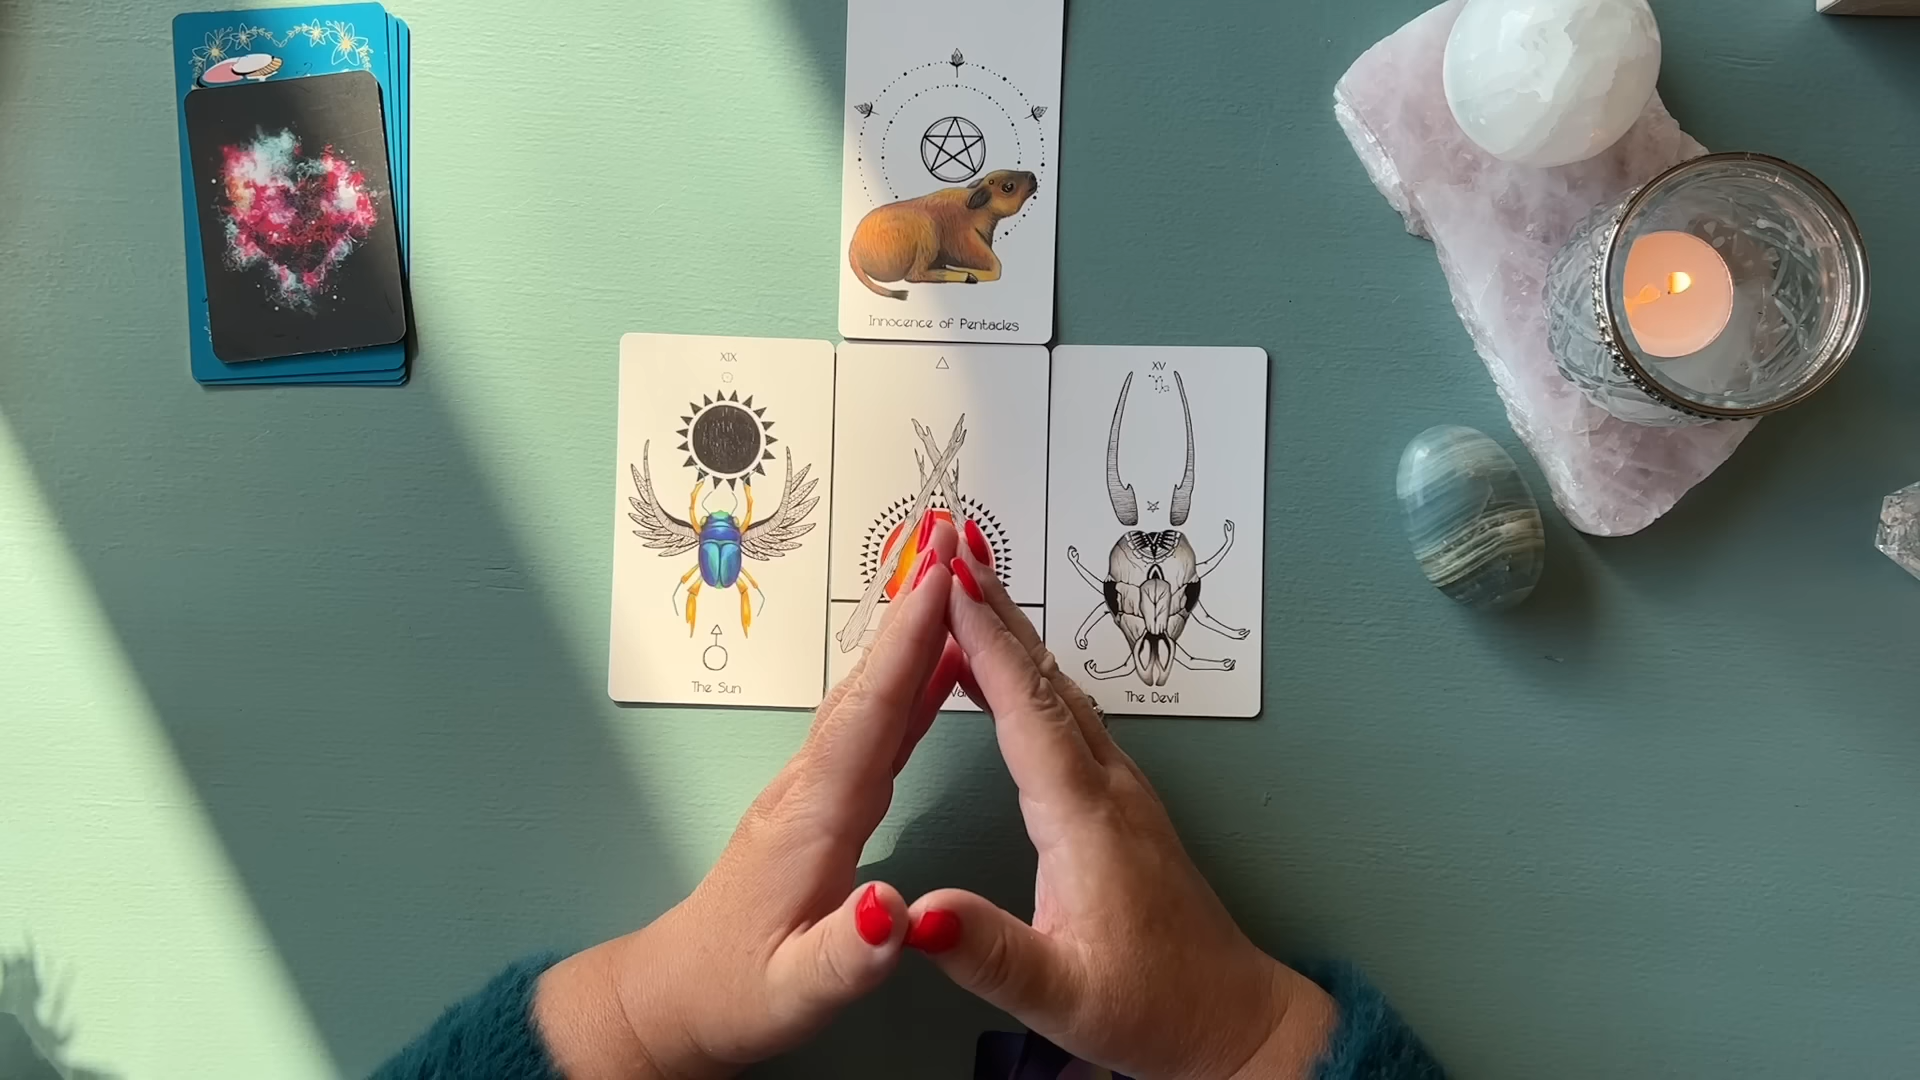 Innocence of Pentacles
XIX
The Sun
XV
The Devil